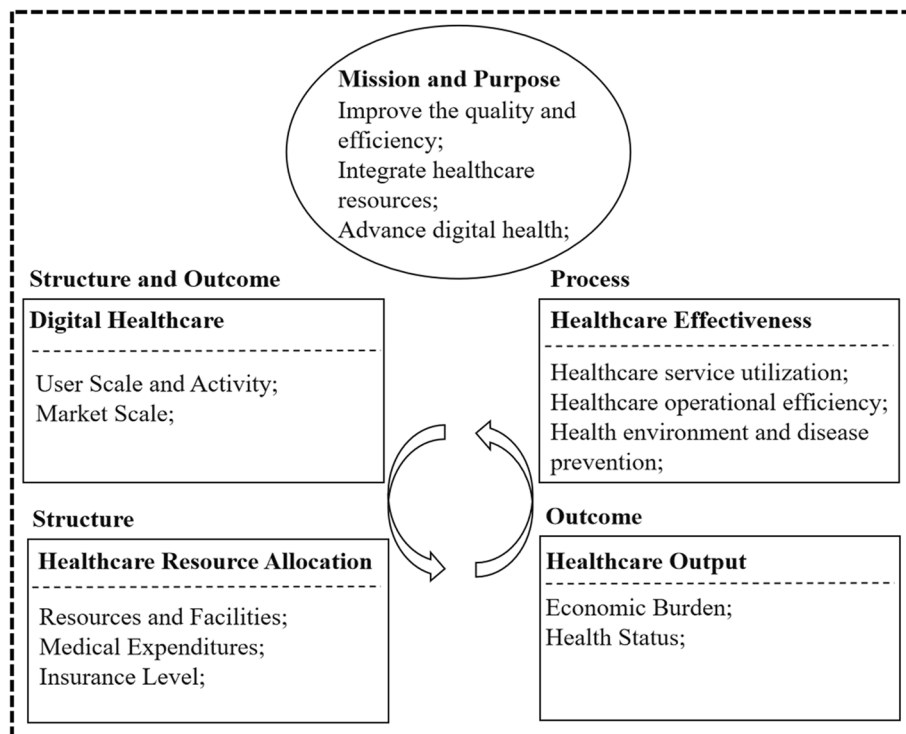 Mission and Purpose
Improve the quality and
efficiency;
Integrate healthcare
resources;
Advance digital health;
Structure and Outcome
Digital Healthcare
User Scale and Activity;
Market Scale;
Process
Healthcare Effectiveness
Healthcare service utilization;
Healthcare operational efficiency;
Health environment and disease
prevention;
Structure
Healthcare Resource Allocation
Resources and Facilities;
Medical Expenditures;
Insurance Level;
Outcome
Healthcare Output
Economic Burden;
Health Status;